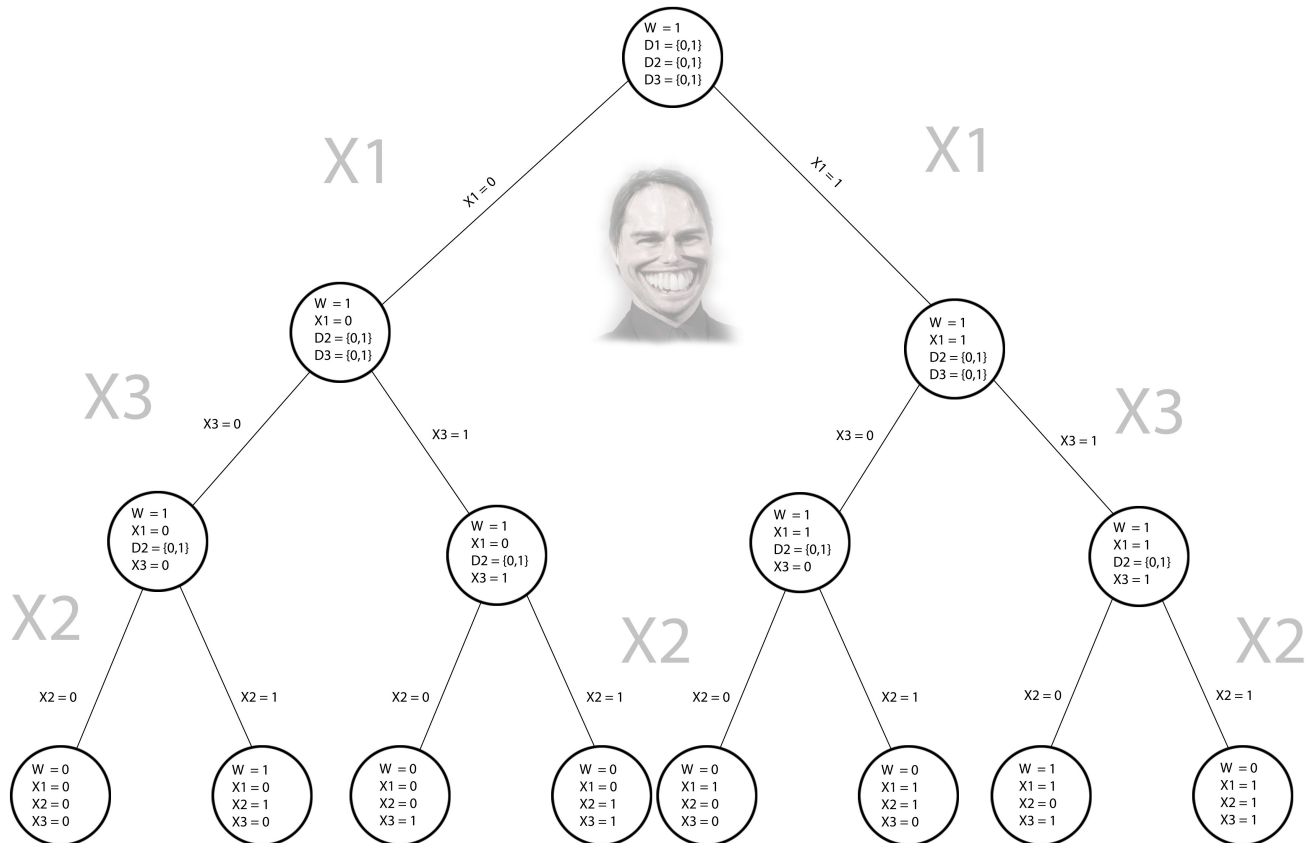 W = 1
D1 = {0,1}
D2 = {0,1}
D3 = {0,1}
X1
X1
X1 = 0
X1 = 1
W = 1
X1 = 0
D2 = {0,1}
D3 = {0,1}
W = 1
X1 = 1
D2 = {0,1}
D3 = {0,1}
X3
X3
X3 = 0
X3 = 1
X3 = 0
X3 = 1
W = 1
X1 = 0
D2 = {0,1}
X3 = 0
W = 1
X1 = 0
D2 = {0,1}
X3 = 1
W = 1
X1 = 1
D2 = {0,1}
X3 = 0
W = 1
X1 = 1
D2 = {0,1}
X3 = 1
X2
X2
X2
X2 = 0
X2 = 1
X2 = 0
X2 = 1
X2 = 0
X2 = 1
X2 = 0
X2 = 1
W = 0
X1 = 0
X2 = 0
X3 = 0
W = 1
X1 = 0
X2 = 1
X3 = 0
W = 0
X1 = 0
X2 = 0
X3 = 1
W = 0
X1 = 0
X2 = 1
X3 = 1
W = 0
X1 = 1
X2 = 0
X3 = 0
W = 0
X1 = 1
X2 = 1
X3 = 0
W = 1
X1 = 1
X2 = 0
X3 = 1
W = 0
X1 = 1
X2 = 1
X3 = 1